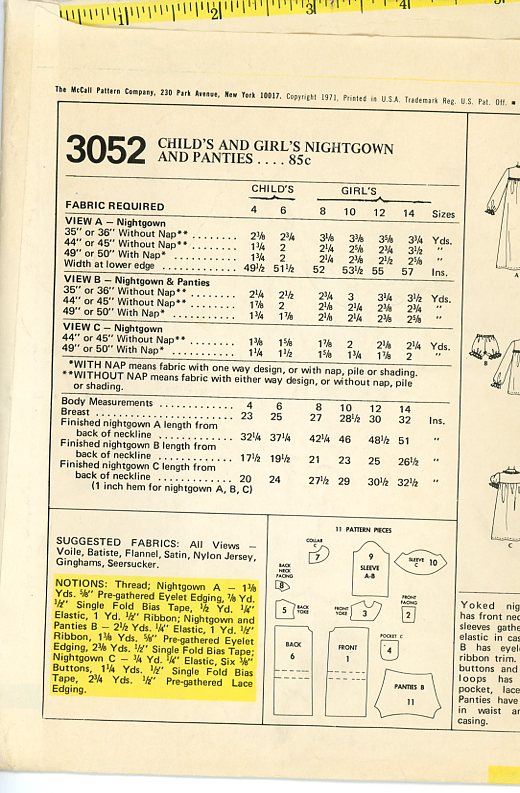 2 3 4 5
The McCall Pattern Company, 230 Park Avenue, New York 10017. Copyright 1971, Printed in U.S.A. Trademark Reg. U.S. Pat. Off.
3052 CHILD'S AND GIRL'S NIGHTGOWN
AND PANTIES . . . . 85c
CHILD'S GIRL'S
FABRIC REQUIRED 4 6 8 10 12 14 Sizes
VIEW A – Nightgown
35" or 36" Without Nap** . . . . . . . . 2⅜ 2¾ 3⅛ 3⅜ 3⅝ 3¾ Yds.
44" or 45" Without Nap** . . . . . . . . 1¾ 2 2¼ 2⅝ 2¾ 3½ "
49" or 50" With Nap* . . . . . . . . 1¾ 2 2¼ 2⅜ 2½ 2⅝ "
Width at lower edge . . . . . . . . 49½ 51½ 52 53½ 55 57 Ins.
VIEW B – Nightgown & Panties
35" or 36" Without Nap** . . . . . . . . 2¼ 2½ 2¾ 3 3¼ 3½ Yds.
44" or 45" Without Nap** . . . . . . . . 1⅞ 2 2⅛ 2¼ 2⅜ 2¾ "
49" or 50" With Nap* . . . . . . . . 1¾ 1⅞ 2⅛ 2¼ 2⅜ 2⅝ "
VIEW C – Nightgown
44" or 45" Without Nap** . . . . . . . . 1⅜ 1⅝ 1⅞ 2 2⅛ 2¼ Yds.
49" or 50" With Nap* . . . . . . . . 1¼ 1½ 1⅝ 1¾ 1⅞ 2 "
*WITH NAP means fabric with one way design, or with nap, pile or shading.
**WITHOUT NAP means fabric with either way design, or without nap, pile
or shading.
Body Measurements . . . . . . . . 4 6 8 10 12 14
Breast . . . . . . . . 23 25 27 28½ 30 32 Ins.
Finished nightgown A length from
back of neckline . . . . . . . . 32¼ 37¼ 42¼ 46 48½ 51 "
Finished nightgown B length from
back of neckline . . . . . . . . 17½ 19½ 21 23 25 26½ "
Finished nightgown C length from
back of neckline . . . . . . . . 20 24 27½ 29 30½ 32½ "
(1 inch hem for nightgown A, B, C)
SUGGESTED FABRICS: All Views –
Voile, Batiste, Flannel, Satin, Nylon Jersey,
Ginghams, Seersucker.
NOTIONS: Thread; Nightgown A – 1⅜
Yds. ⅝" Pre-gathered Eyelet Edging, ⅞ Yd.
½" Single Fold Bias Tape, ½ Yd. ¼"
Elastic, 1 Yd. ½" Ribbon; Nightgown and
Panties B – 2½ Yds. ¼" Elastic, 1 Yd. ½"
Ribbon, 1⅜ Yds. ⅝" Pre-gathered Eyelet
Edging, 2⅜ Yds. ½" Single Fold Bias Tape;
Nightgown C – ¾ Yd. ¼" Elastic, Six ⅜"
Buttons, 1¼ Yds. ½" Single Fold Bias
Tape, 2¾ Yds. ½" Pre-gathered Lace
Edging.
11 PATTERN PIECES
COLLAR
C
7
9
SLEEVE
A-B
SLEEVE
C 10
BACK
NECK
FACING
8
5 BACK
YOKE
FRONT
YOKE 3
FRONT
FACING
2
BACK
6
FRONT
1
POCKET C
4
PANTIES B
11
A
B
C
Yoked nig
has front nec
sleeves gathe
elastic in cas
B has eyel
ribbon trim.
buttons and
loops has
pocket, lace
Panties have
in waist an
casing.